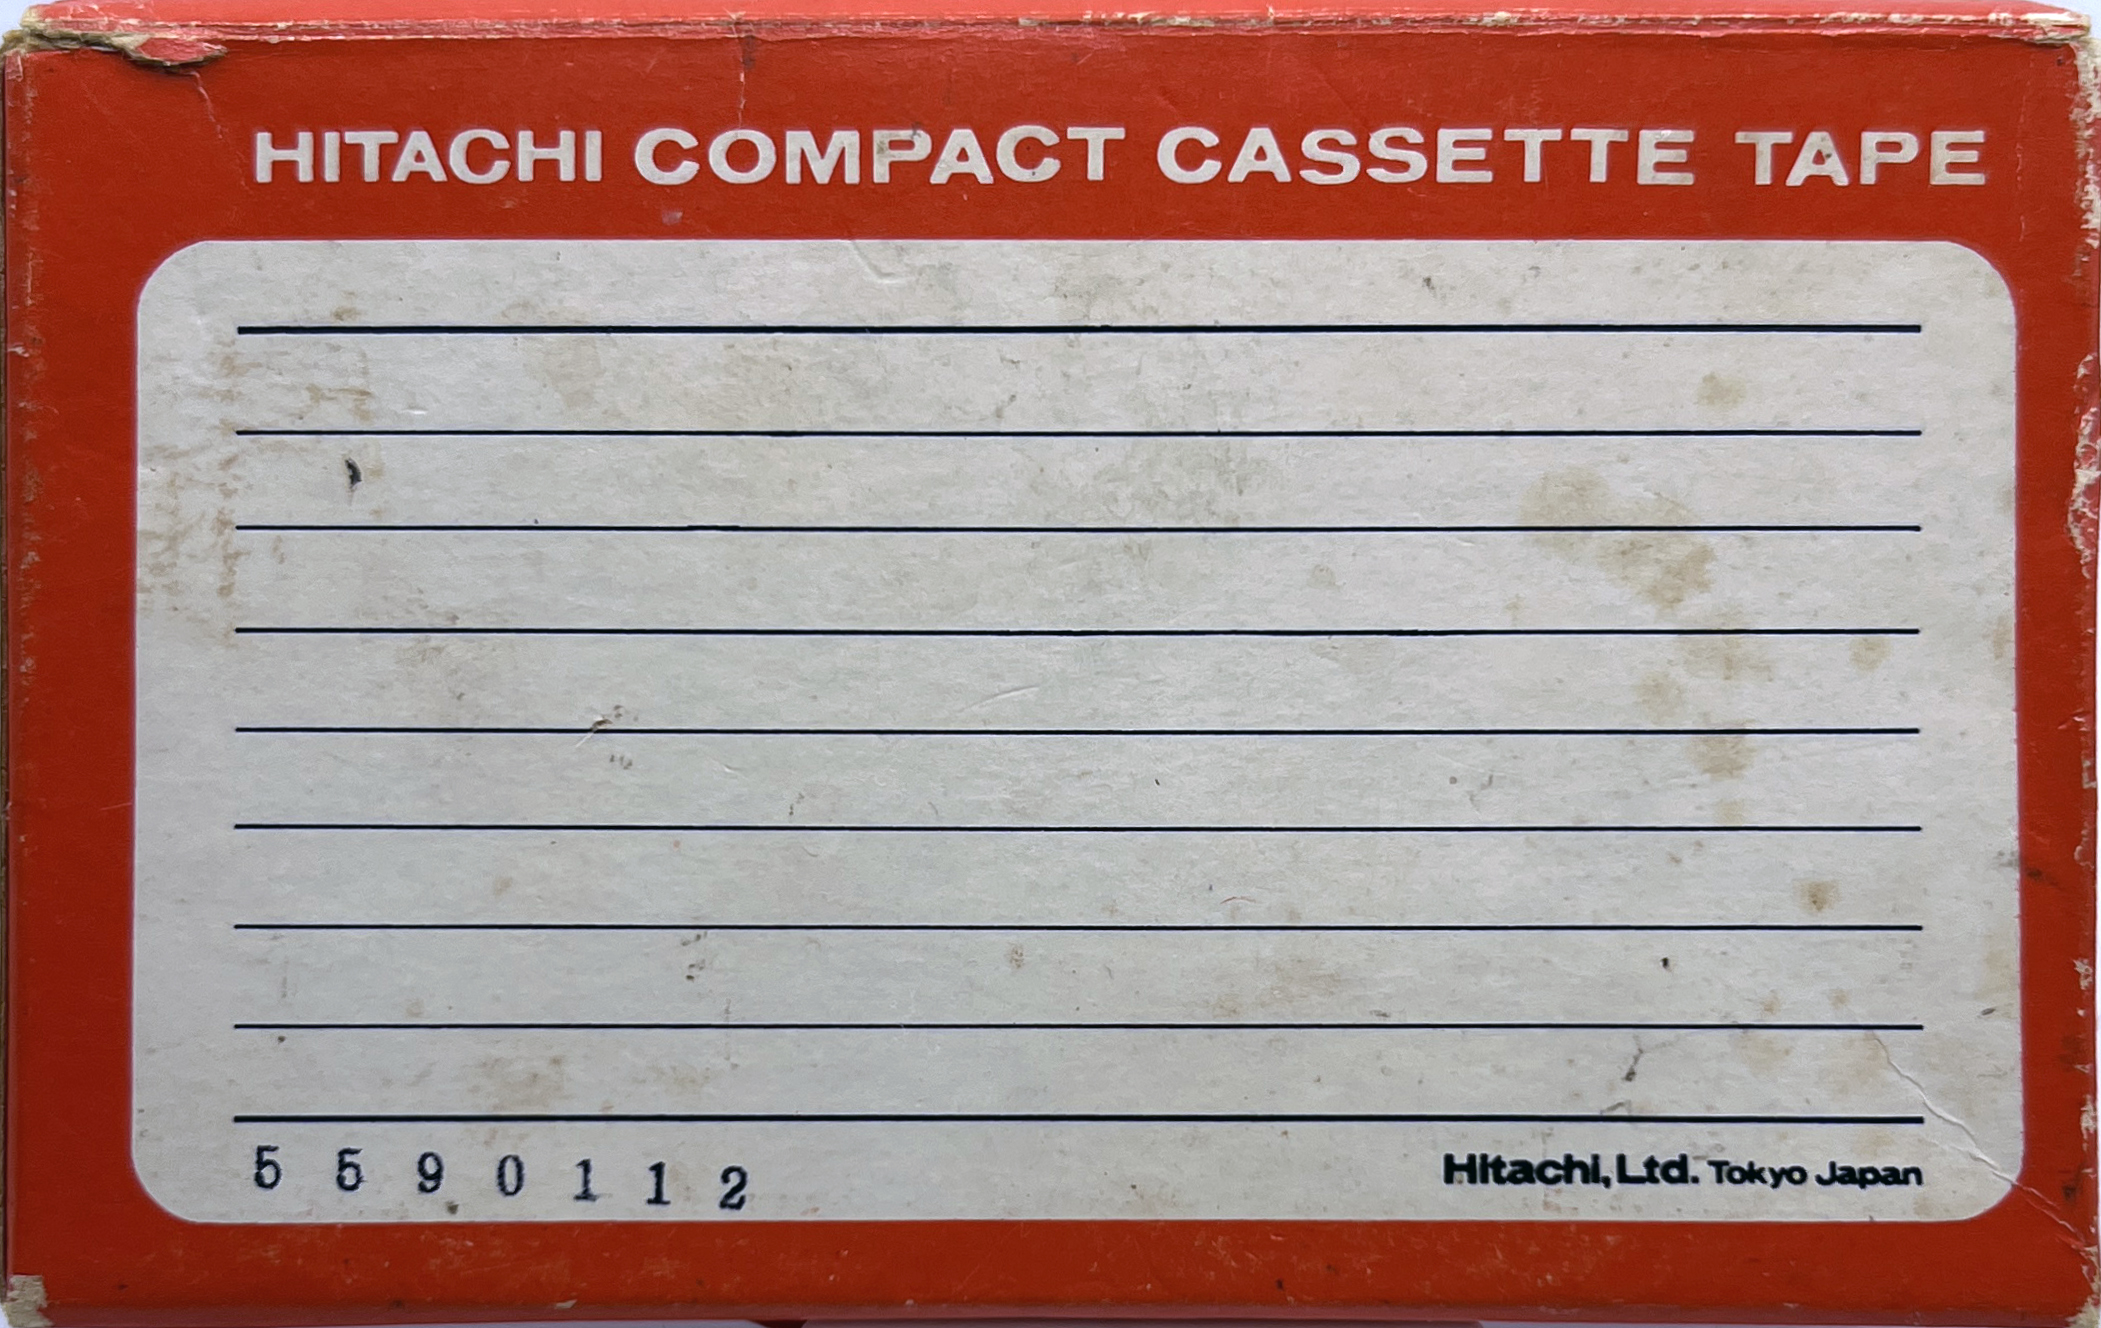 HITACHI COMPACT CASSETTE TAPE
5 5 9 0 1 1 2
Hitachi, Ltd. Tokyo Japan